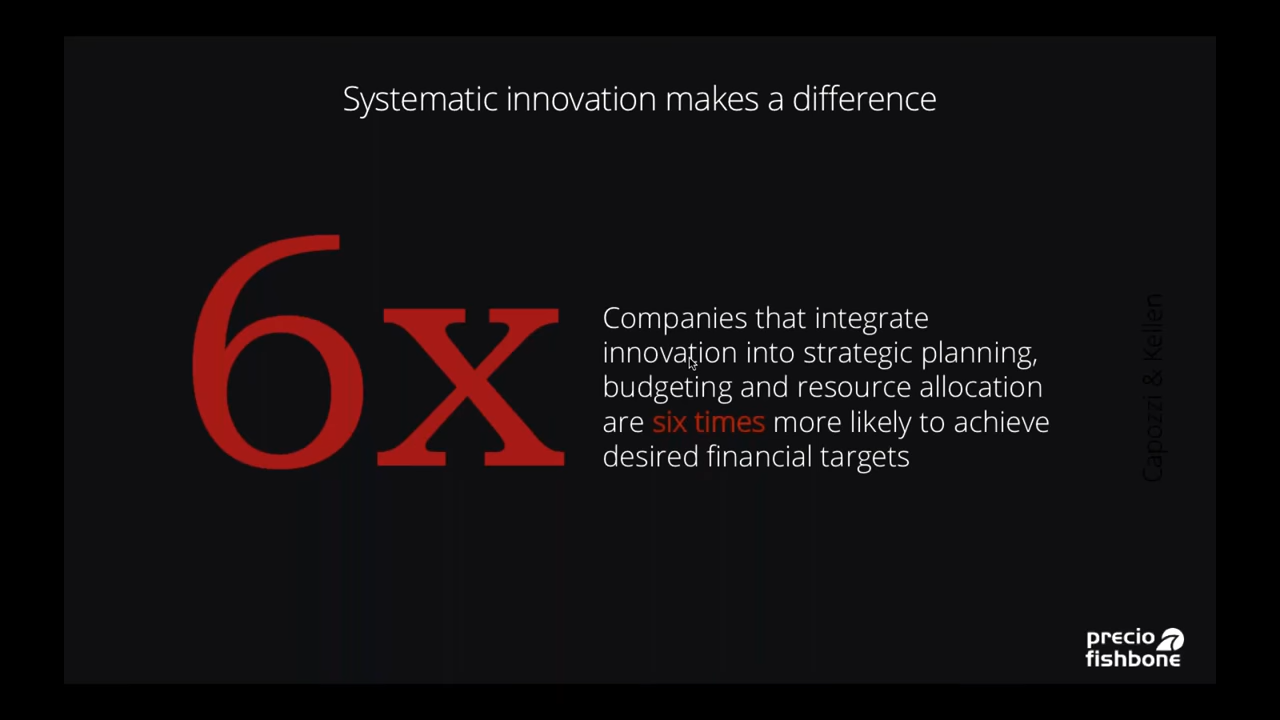 Systematic innovation makes a difference
6x
Companies that integrate
innovation into strategic planning,
budgeting and resource allocation
are six times more likely to achieve
desired financial targets
Capozzi & Kellen
precio
fishbone